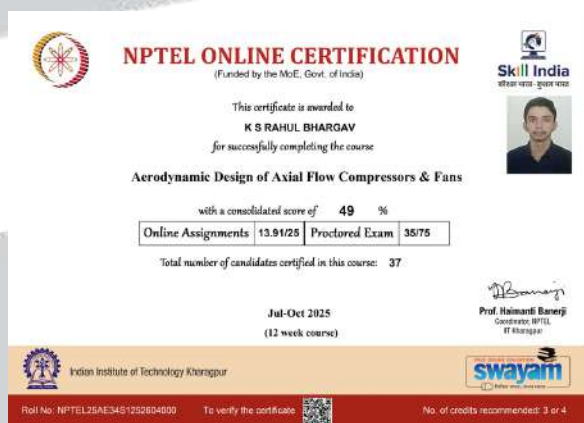 NPTEL ONLINE CERTIFICATION
(Funded by the MoE, Govt. of India)
Skill India
कौशल भारत - कुशल भारत
This certificate is awarded to
K S RAHUL BHARGAV
for successfully completing the course
Aerodynamic Design of Axial Flow Compressors & Fans
with a consolidated score of 49 %
Online Assignments 13.91/25 Proctored Exam 35/75
Total number of candidates certified in this course: 37
Jul-Oct 2025
(12 week course)
Prof. Haimanti Banerji
Coordinator, NPTEL
IIT Kharagpur
Indian Institute of Technology Kharagpur
swayam
Roll No: NPTEL25AE34S1252604000 To verify the certificate No. of credits recommended: 3 or 4